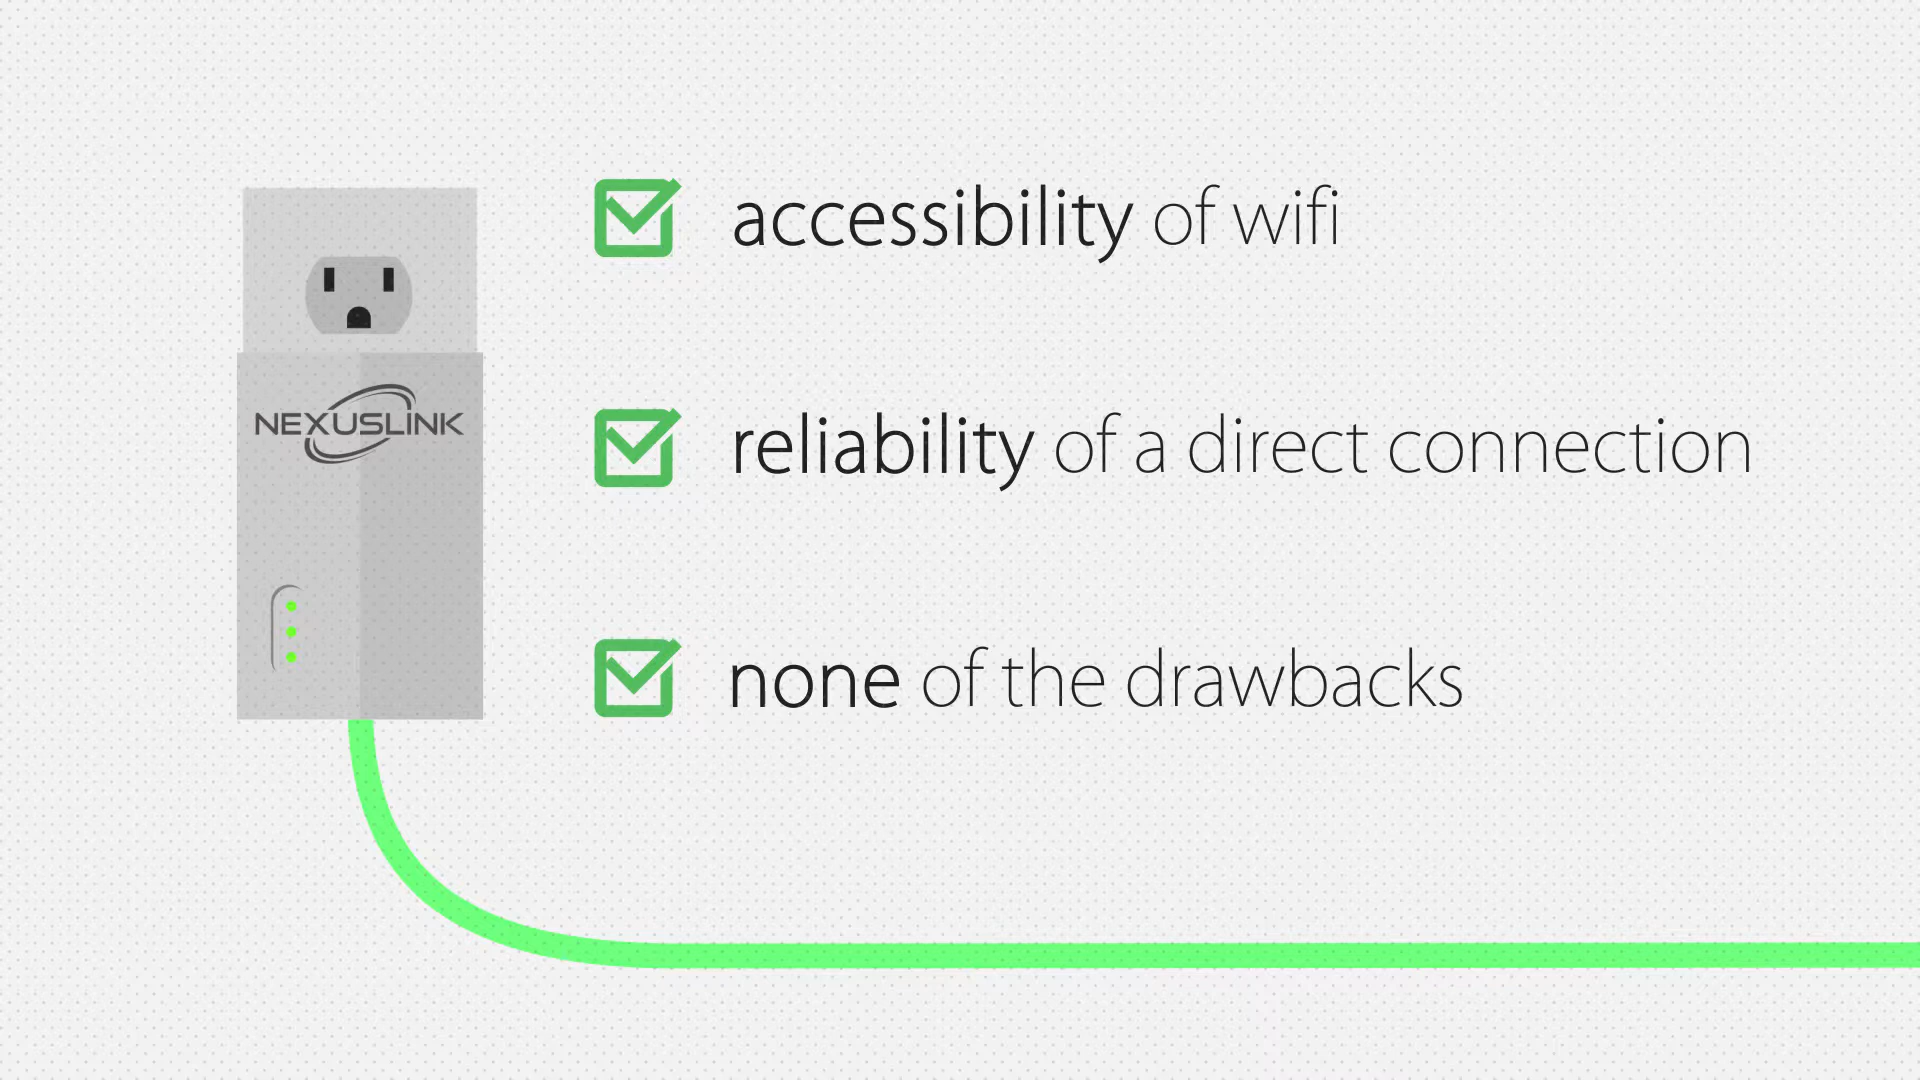 accessibility of wifi
NEXUSLINK
reliability of a direct connection
none of the drawbacks